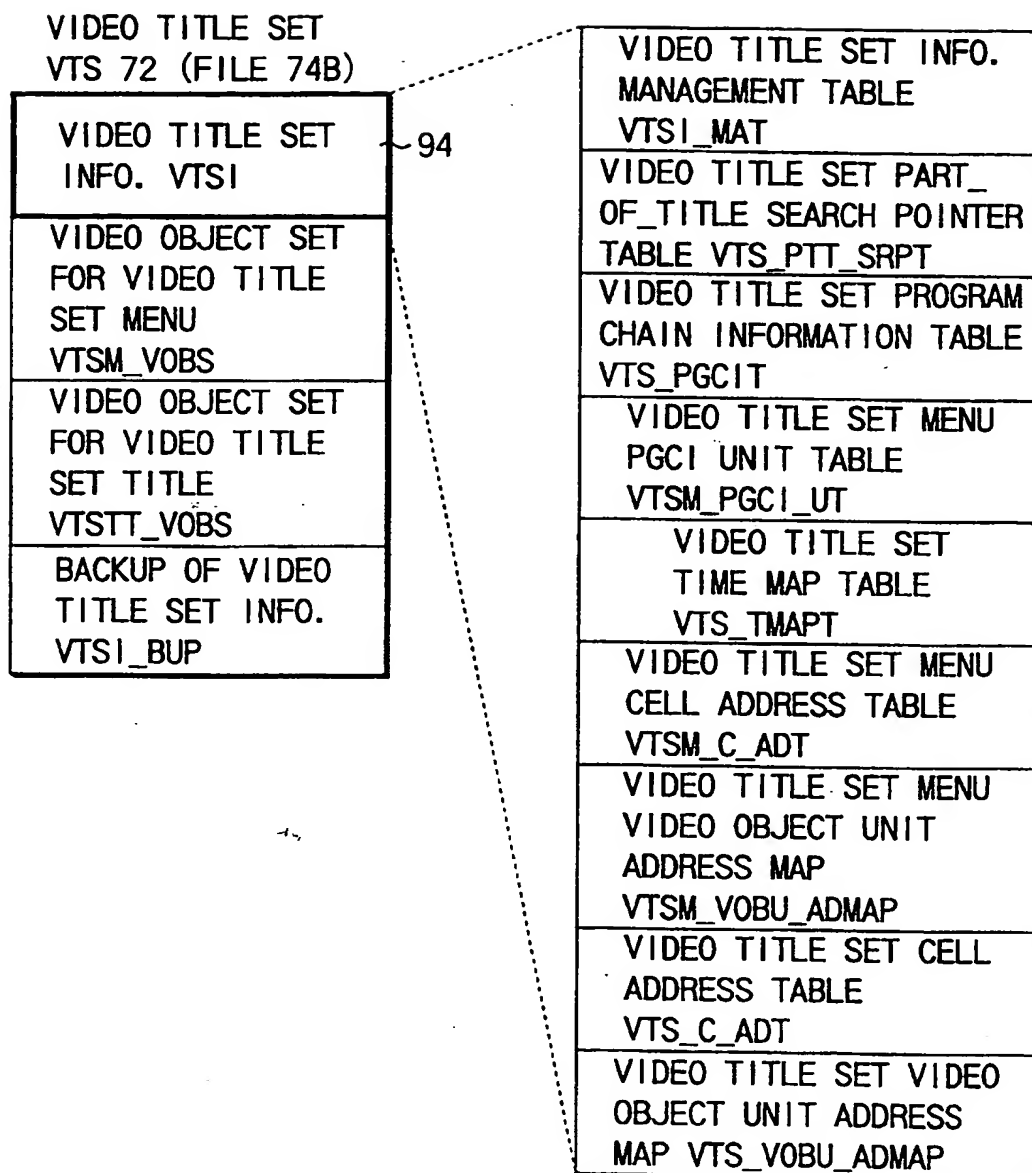 VIDEO TITLE SET
VTS 72 (FILE 74B)
VIDEO TITLE SET
INFO. VTSI
94
VIDEO OBJECT SET
FOR VIDEO TITLE
SET MENU
VTSM_VOBS
VIDEO OBJECT SET
FOR VIDEO TITLE
SET TITLE
VTSTT_VOBS
BACKUP OF VIDEO
TITLE SET INFO.
VTSI_BUP
VIDEO TITLE SET INFO.
MANAGEMENT TABLE
VTSI_MAT
VIDEO TITLE SET PART_
OF_TITLE SEARCH POINTER
TABLE VTS_PTT_SRPT
VIDEO TITLE SET PROGRAM
CHAIN INFORMATION TABLE
VTS_PGCIT
VIDEO TITLE SET MENU
PGCI UNIT TABLE
VTSM_PGCI_UT
VIDEO TITLE SET
TIME MAP TABLE
VTS_TMAPT
VIDEO TITLE SET MENU
CELL ADDRESS TABLE
VTSM_C_ADT
VIDEO TITLE SET MENU
VIDEO OBJECT UNIT
ADDRESS MAP
VTSM_VOBU_ADMAP
VIDEO TITLE SET CELL
ADDRESS TABLE
VTS_C_ADT
VIDEO TITLE SET VIDEO
OBJECT UNIT ADDRESS
MAP VTS_VOBU_ADMAP